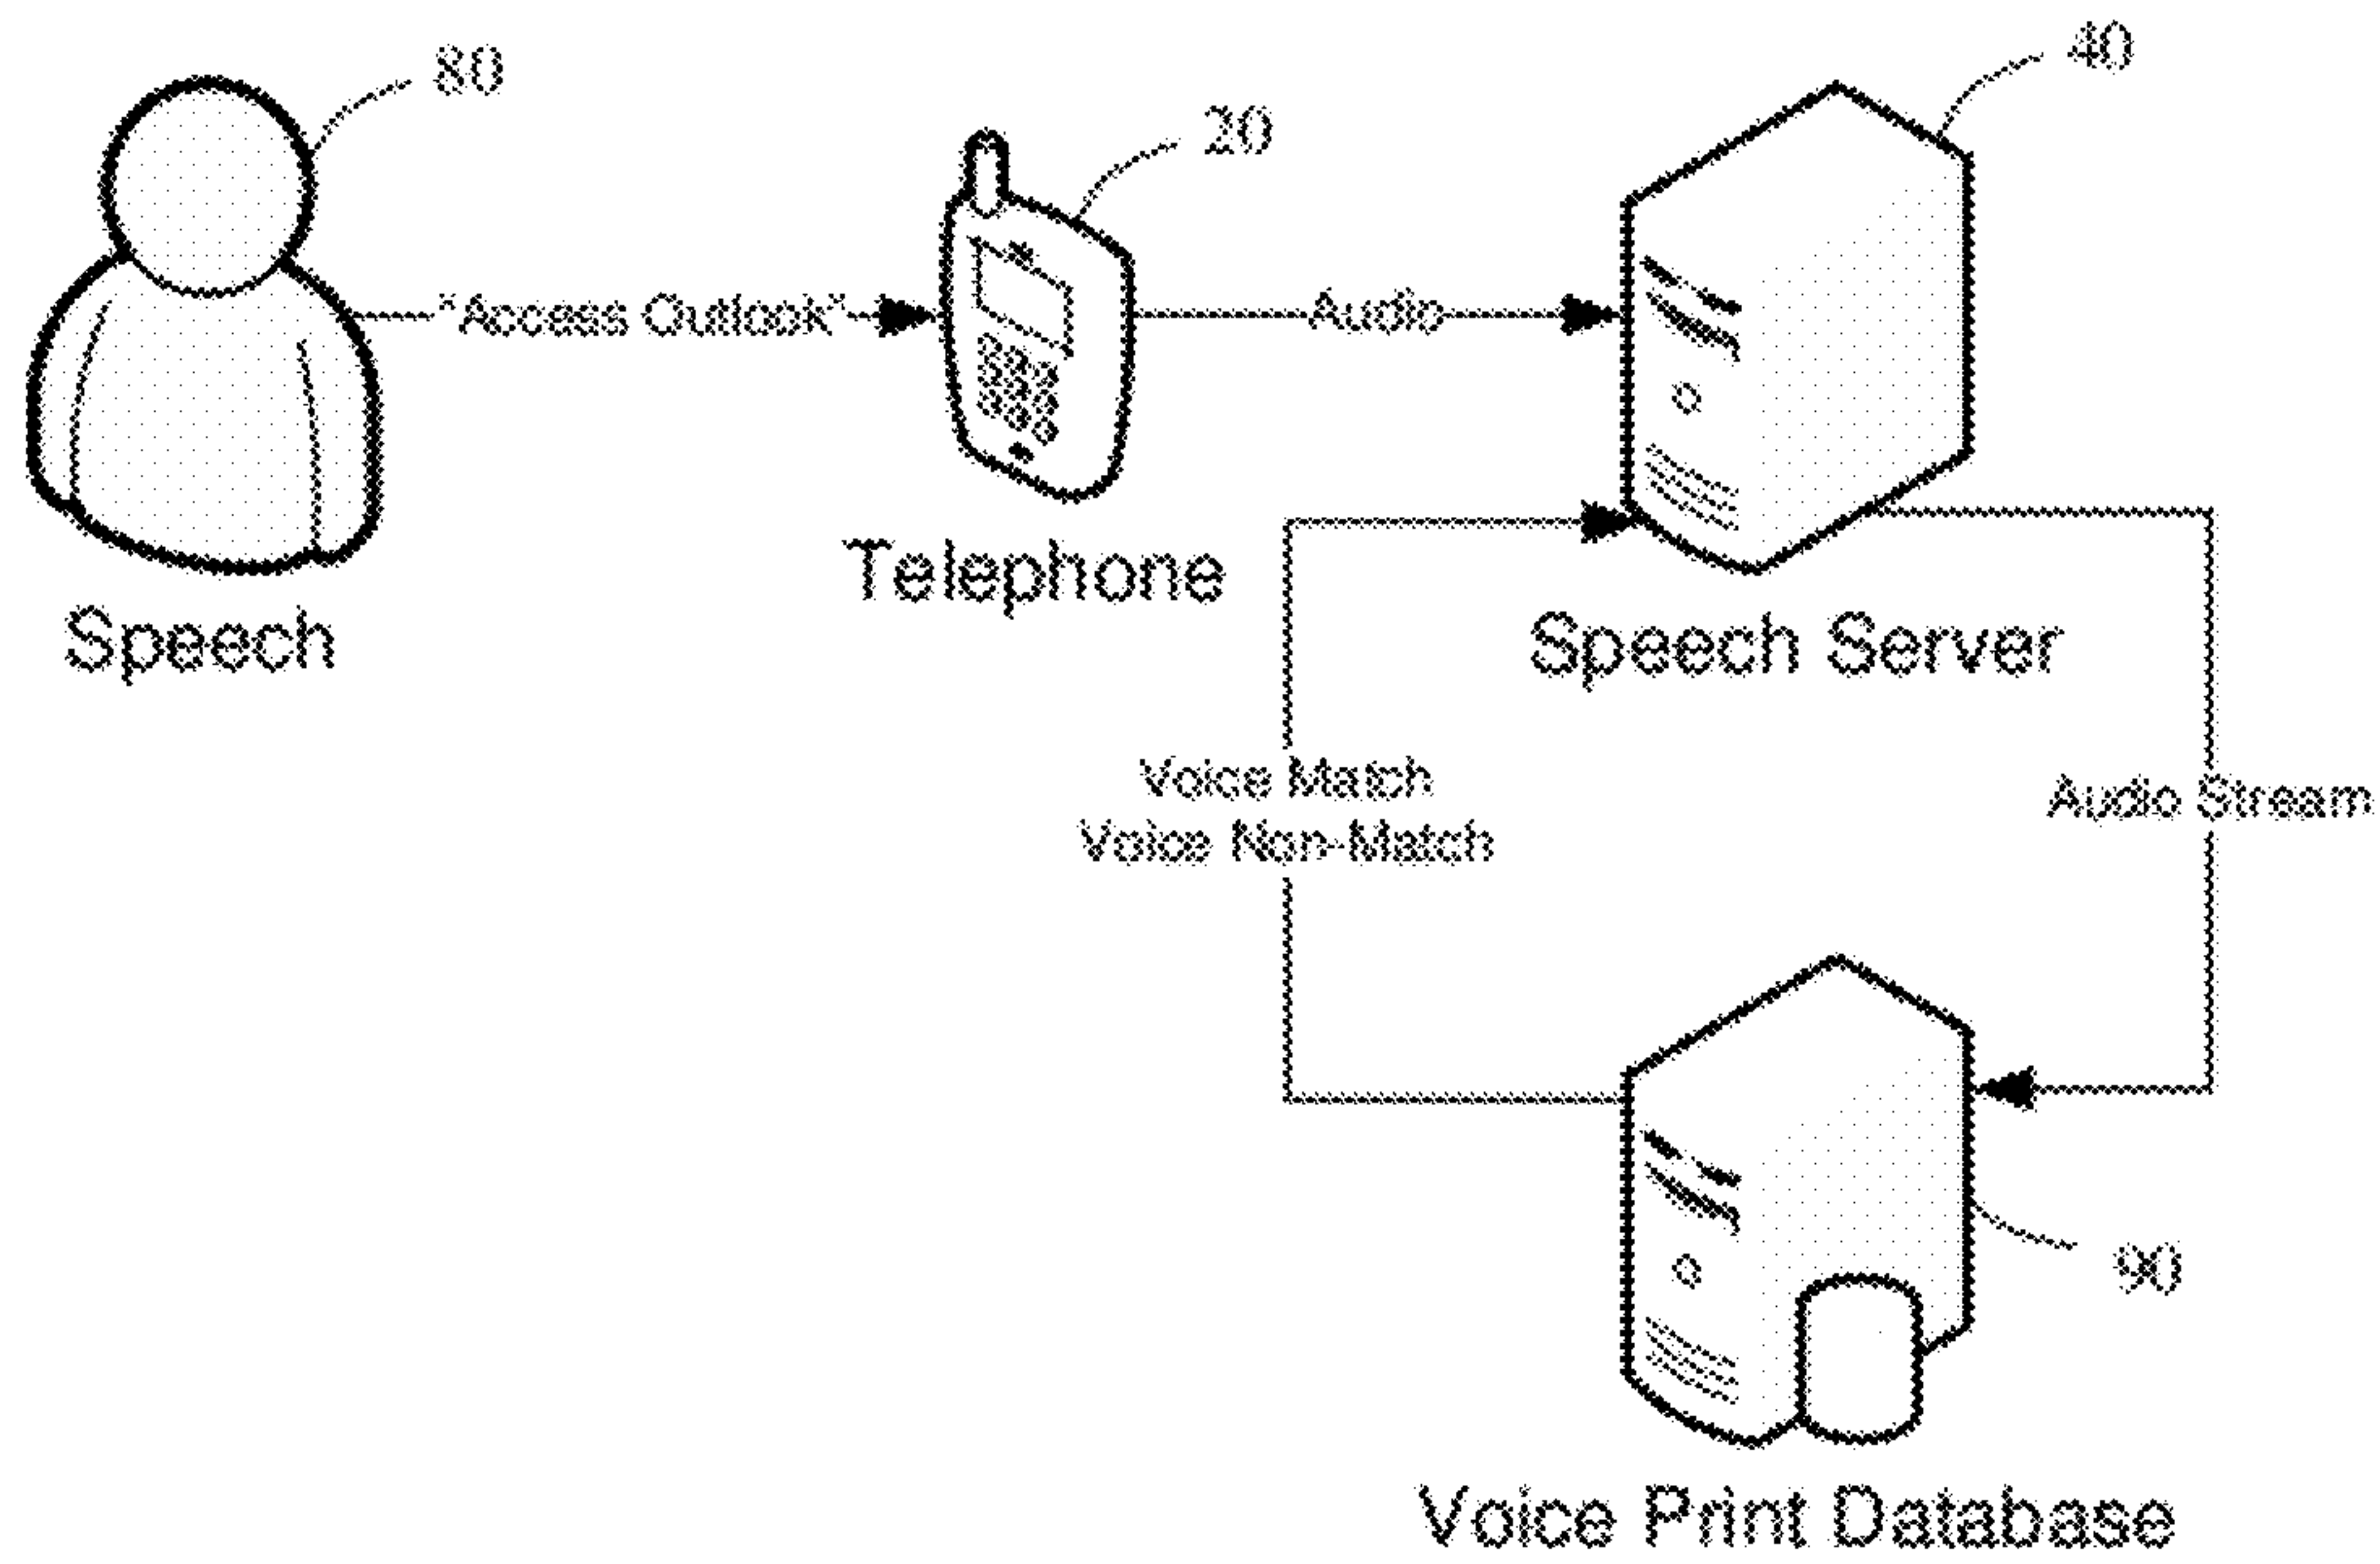 80
40
20
"Access Outlook"
Audio
Telephone
Speech
Speech Server
Voice Match
Voice Non-Match
Audio Stream
90
Voice Print Database